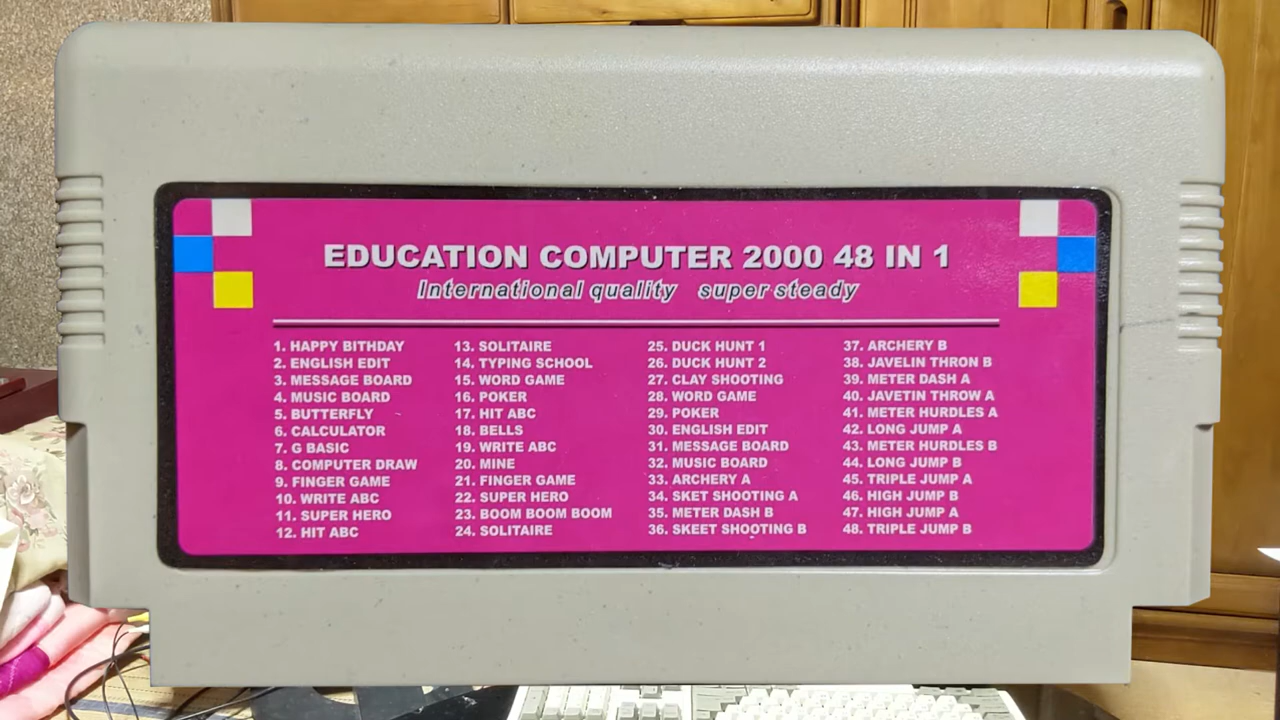 EDUCATION COMPUTER 2000 48 IN 1
International quality super steady
1. HAPPY BITHDAY
2. ENGLISH EDIT
3. MESSAGE BOARD
4. MUSIC BOARD
5. BUTTERFLY
6. CALCULATOR
7. G BASIC
8. COMPUTER DRAW
9. FINGER GAME
10. WRITE ABC
11. SUPER HERO
12. HIT ABC
13. SOLITAIRE
14. TYPING SCHOOL
15. WORD GAME
16. POKER
17. HIT ABC
18. BELLS
19. WRITE ABC
20. MINE
21. FINGER GAME
22. SUPER HERO
23. BOOM BOOM BOOM
24. SOLITAIRE
25. DUCK HUNT 1
26. DUCK HUNT 2
27. CLAY SHOOTING
28. WORD GAME
29. POKER
30. ENGLISH EDIT
31. MESSAGE BOARD
32. MUSIC BOARD
33. ARCHERY A
34. SKET SHOOTING A
35. METER DASH B
36. SKEET SHOOTING B
37. ARCHERY B
38. JAVELIN THRON B
39. METER DASH A
40. JAVETIN THROW A
41. METER HURDLES A
42. LONG JUMP A
43. METER HURDLES B
44. LONG JUMP B
45. TRIPLE JUMP A
46. HIGH JUMP B
47. HIGH JUMP A
48. TRIPLE JUMP B